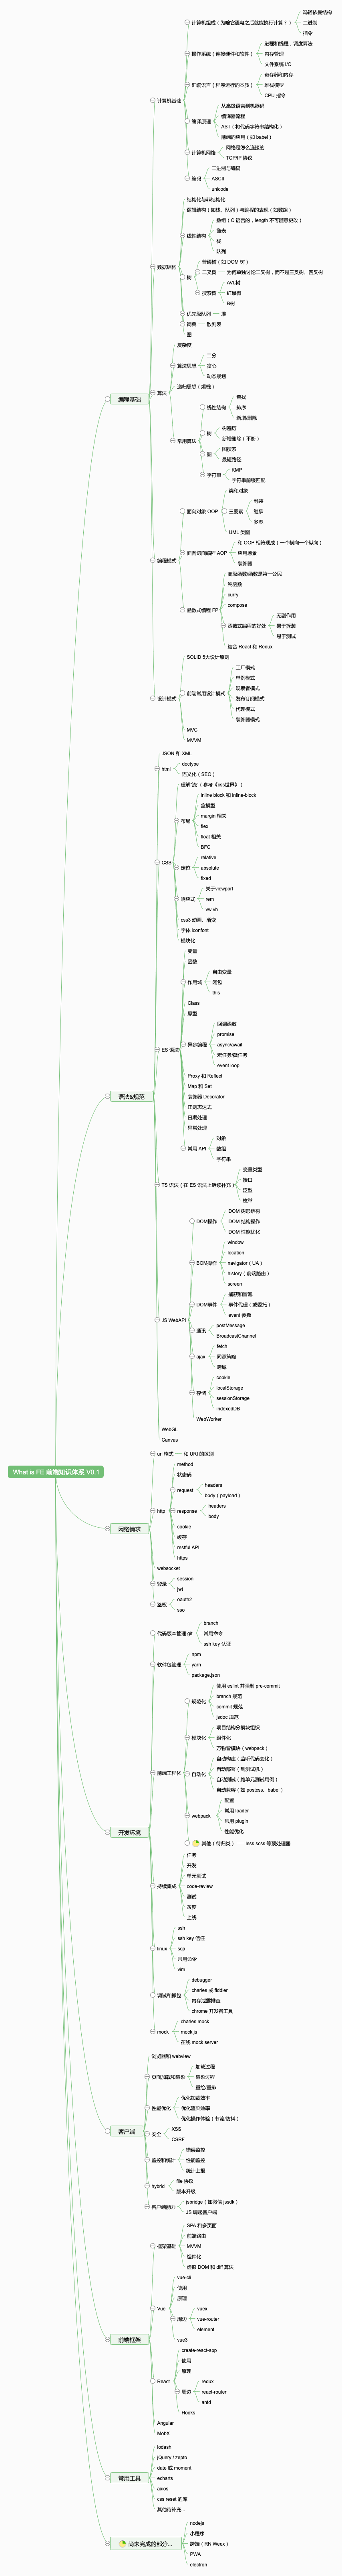 What is FE 前端知识体系 V0.1
编程基础
计算机基础
计算机组成（为啥它通电之后就能执行计算？）
冯诺依曼结构
二进制
指令
操作系统（连接硬件和软件）
进程和线程，调度算法
内存管理
文件系统 I/O
汇编语言（程序运行的本质）
寄存器和内存
堆栈模型
CPU 指令
编译原理
从高级语言到机器码
编译器流程
AST（将代码字符串结构化）
前端的应用（如 babel）
计算机网络
网络是怎么连接的
TCP/IP 协议
编码
二进制与编码
ASCII
unicode
数据结构
结构化与非结构化
逻辑结构（如栈、队列）与编程的表现（如数组）
线性结构
数组（C 语言的，length 不可随意更改）
链表
栈
队列
树
普通树（如 DOM 树）
二叉树
为何单独讨论二叉树，而不是三叉树、四叉树
搜索树
AVL树
红黑树
B树
优先级队列
堆
词典
散列表
图
算法
复杂度
算法思想
二分
贪心
动态规划
递归思想（爆栈）
常用算法
线性结构
查找
排序
新增/删除
树
树遍历
新增删除（平衡）
图
图搜索
最短路径
字符串
KMP
字符串前缀匹配
编程模式
面向对象 OOP
类和对象
三要素
封装
继承
多态
UML 类图
面向切面编程 AOP
和 OOP 相辅相成（一个横向一个纵向）
应用场景
装饰器
函数式编程 FP
高级函数/函数是第一公民
纯函数
curry
compose
函数式编程的好处
无副作用
易于拆装
易于测试
结合 React 和 Redux
设计模式
SOLID 5大设计原则
前端常用设计模式
工厂模式
单例模式
观察者模式
发布订阅模式
代理模式
装饰器模式
MVC
MVVM
语法&规范
JSON 和 XML
html
doctype
语义化（SEO）
CSS
理解“流”（参考《css世界》）
布局
inline block 和 inline-block
盒模型
margin 相关
flex
float 相关
BFC
定位
relative
absolute
fixed
响应式
关于viewport
rem
vw vh
css3 动画、渐变
字体 iconfont
模块化
ES 语法
变量
函数
作用域
自由变量
闭包
this
Class
原型
异步编程
回调函数
promise
async/await
宏任务/微任务
event loop
Proxy 和 Reflect
Map 和 Set
装饰器 Decorator
正则表达式
日期处理
异常处理
常用 API
对象
数组
字符串
TS 语法（在 ES 语法上继续补充）
变量类型
接口
泛型
枚举
JS WebAPI
DOM操作
DOM 树形结构
DOM 结构操作
DOM 性能优化
BOM操作
window
location
navigator（UA）
history（前端路由）
screen
DOM事件
捕获和冒泡
事件代理（或委托）
event 参数
通讯
postMessage
BroadcastChannel
ajax
fetch
同源策略
跨域
存储
cookie
localStorage
sessionStorage
indexedDB
WebWorker
WebGL
Canvas
网络请求
url 格式
和 URI 的区别
http
method
状态码
request
headers
body（payload）
response
headers
body
cookie
缓存
restful API
https
websocket
登录
session
jwt
鉴权
oauth2
sso
开发环境
代码版本管理 git
branch
常用命令
ssh key 认证
软件包管理
npm
yarn
package.json
前端工程化
规范化
使用 eslint 并强制 pre-commit
branch 规范
commit 规范
jsdoc 规范
模块化
项目结构分模块组织
组件化
万物皆模块（webpack）
自动化
自动构建（监听代码变化）
自动部署（到测试机）
自动测试（跑单元测试用例）
自动兼容（如 postcss、babel）
webpack
配置
常用 loader
常用 plugin
性能优化
其他（待归类）
less scss 等预处理器
持续集成
任务
开发
单元测试
code-review
测试
灰度
上线
linux
ssh
ssh key 信任
scp
常用命令
vim
调试和抓包
debugger
charles 或 fiddler
内存泄露排查
chrome 开发者工具
mock
charles mock
mock.js
在线 mock server
客户端
浏览器和 webview
页面加载和渲染
加载过程
渲染过程
重绘/重排
性能优化
优化加载效率
优化渲染效率
优化操作体验（节流/防抖）
安全
XSS
CSRF
监控和统计
错误监控
性能监控
统计上报
hybrid
file 协议
版本升级
客户端能力
jsbridge（如微信 jssdk）
JS 调起客户端
前端框架
框架基础
SPA 和多页面
前端路由
MVVM
组件化
虚拟 DOM 和 diff 算法
Vue
vue-cli
使用
原理
周边
vuex
vue-router
element
vue3
React
create-react-app
使用
原理
周边
redux
react-router
antd
Hooks
Angular
MobX
常用工具
lodash
jQuery / zepto
date 或 moment
echarts
axios
css reset 的库
其他待补充...
尚未完成的部分...
nodejs
小程序
跨端（RN Weex）
PWA
electron